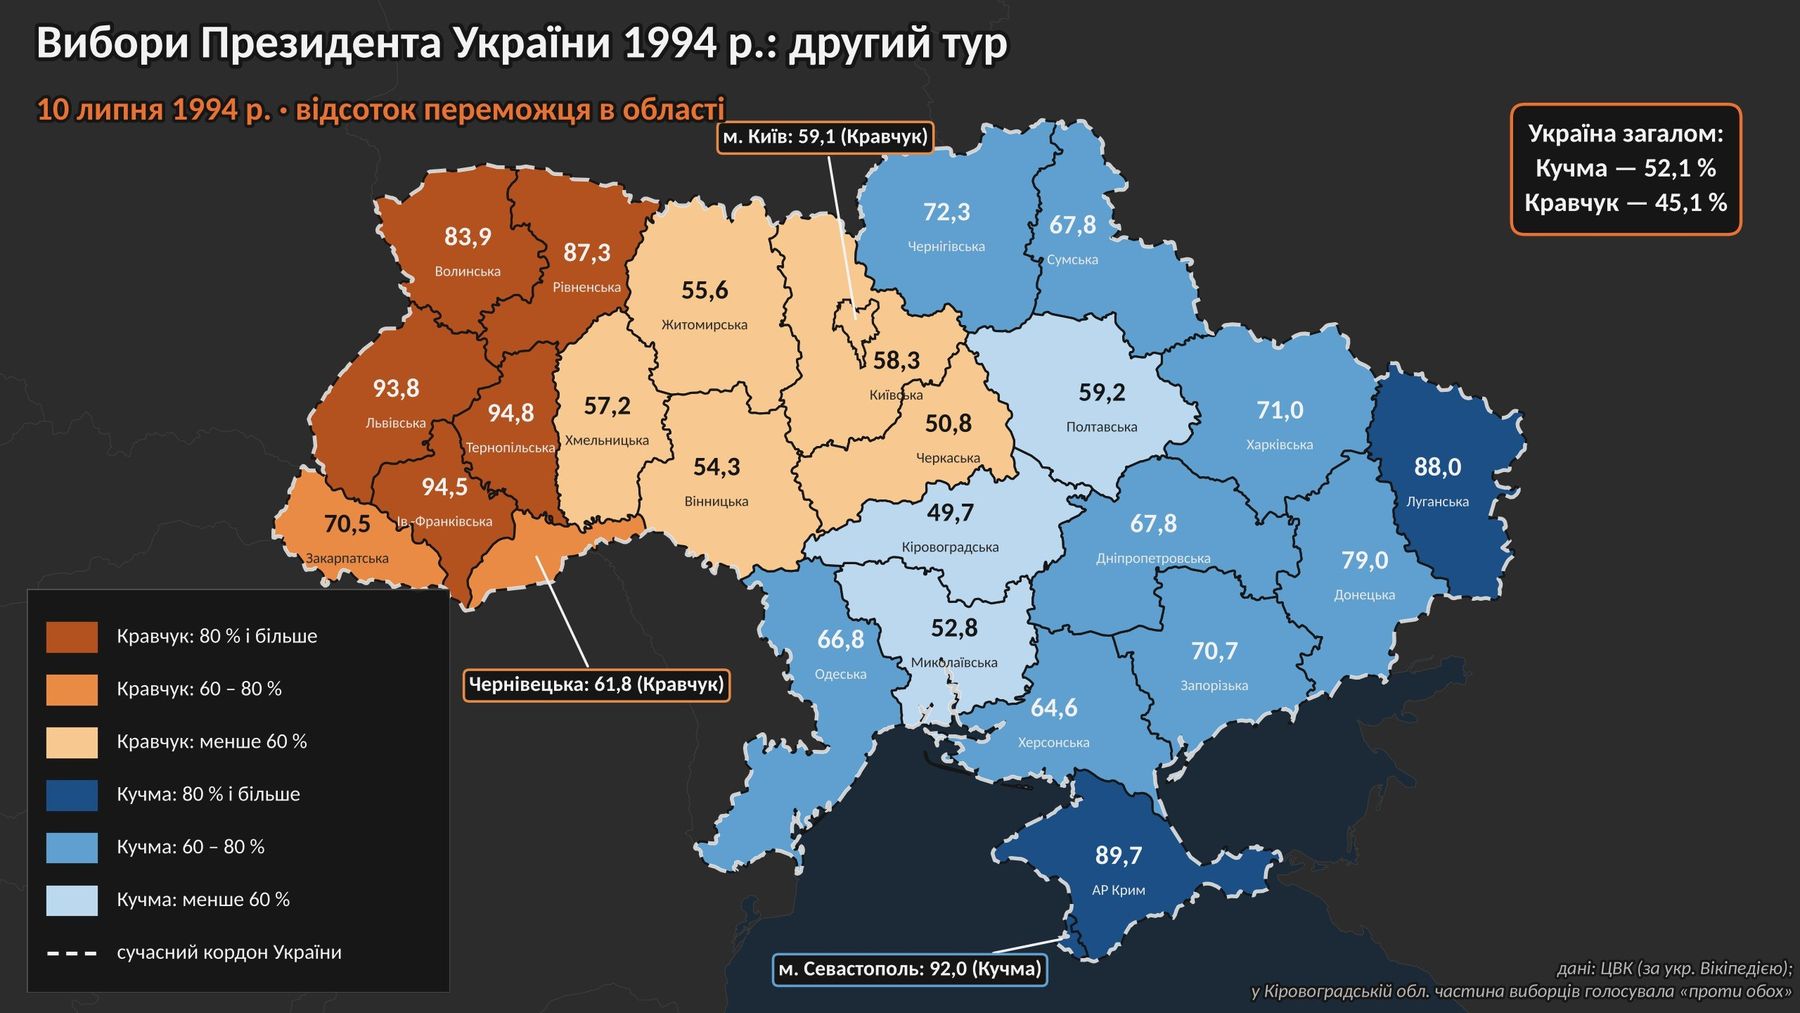 Вибори Президента України 1994 р.: другий тур
10 липня 1994 р. · відсоток переможця в області
м. Київ: 59,1 (Кравчук)
Україна загалом:
Кучма — 52,1 %
Кравчук — 45,1 %
83,9
Волинська
87,3
Рівненська
55,6
Житомирська
72,3
Чернігівська
67,8
Сумська
93,8
Львівська
94,8
Тернопільська
57,2
Хмельницька
58,3
Київська
50,8
Черкаська
59,2
Полтавська
71,0
Харківська
88,0
Луганська
54,3
Вінницька
94,5
Ів.-Франківська
70,5
Закарпатська
49,7
Кіровоградська
67,8
Дніпропетровська
79,0
Донецька
52,8
Миколаївська
66,8
Одеська
70,7
Запорізька
64,6
Херсонська
Чернівецька: 61,8 (Кравчук)
89,7
АР Крим
м. Севастополь: 92,0 (Кучма)
Кравчук: 80 % і більше
Кравчук: 60 – 80 %
Кравчук: менше 60 %
Кучма: 80 % і більше
Кучма: 60 – 80 %
Кучма: менше 60 %
сучасний кордон України
дані: ЦВК (за укр. Вікіпедією);
у Кіровоградській обл. частина виборців голосувала «проти обох»